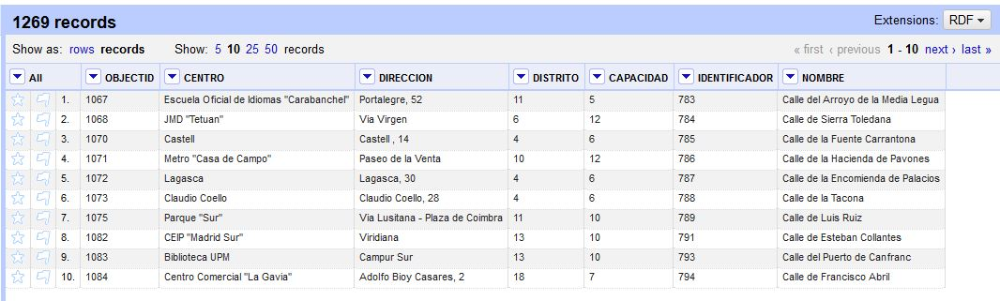 1269 records Extensions: RDF
Show as: rows records Show: 5 10 25 50 records « first ‹ previous 1 - 10 next › last »
All OBJECTID CENTRO DIRECCION DISTRITO CAPACIDAD IDENTIFICADOR NOMBRE
1. 1067 Escuela Oficial de Idiomas "Carabanchel" Portalegre, 52 11 5 783 Calle del Arroyo de la Media Legua
2. 1068 JMD "Tetuan" Via Virgen 6 12 784 Calle de Sierra Toledana
3. 1070 Castell Castell , 14 4 6 785 Calle de la Fuente Carrantona
4. 1071 Metro "Casa de Campo" Paseo de la Venta 10 12 786 Calle de la Hacienda de Pavones
5. 1072 Lagasca Lagasca, 30 4 6 787 Calle de la Encomienda de Palacios
6. 1073 Claudio Coello Claudio Coello, 28 4 6 788 Calle de la Tacona
7. 1075 Parque "Sur" Via Lusitana - Plaza de Coimbra 11 10 789 Calle de Luis Ruiz
8. 1082 CEIP "Madrid Sur" Viridiana 13 10 791 Calle de Esteban Collantes
9. 1083 Biblioteca UPM Campur Sur 13 10 793 Calle del Puerto de Canfranc
10. 1084 Centro Comercial "La Gavia" Adolfo Bioy Casares, 2 18 7 794 Calle de Francisco Abril